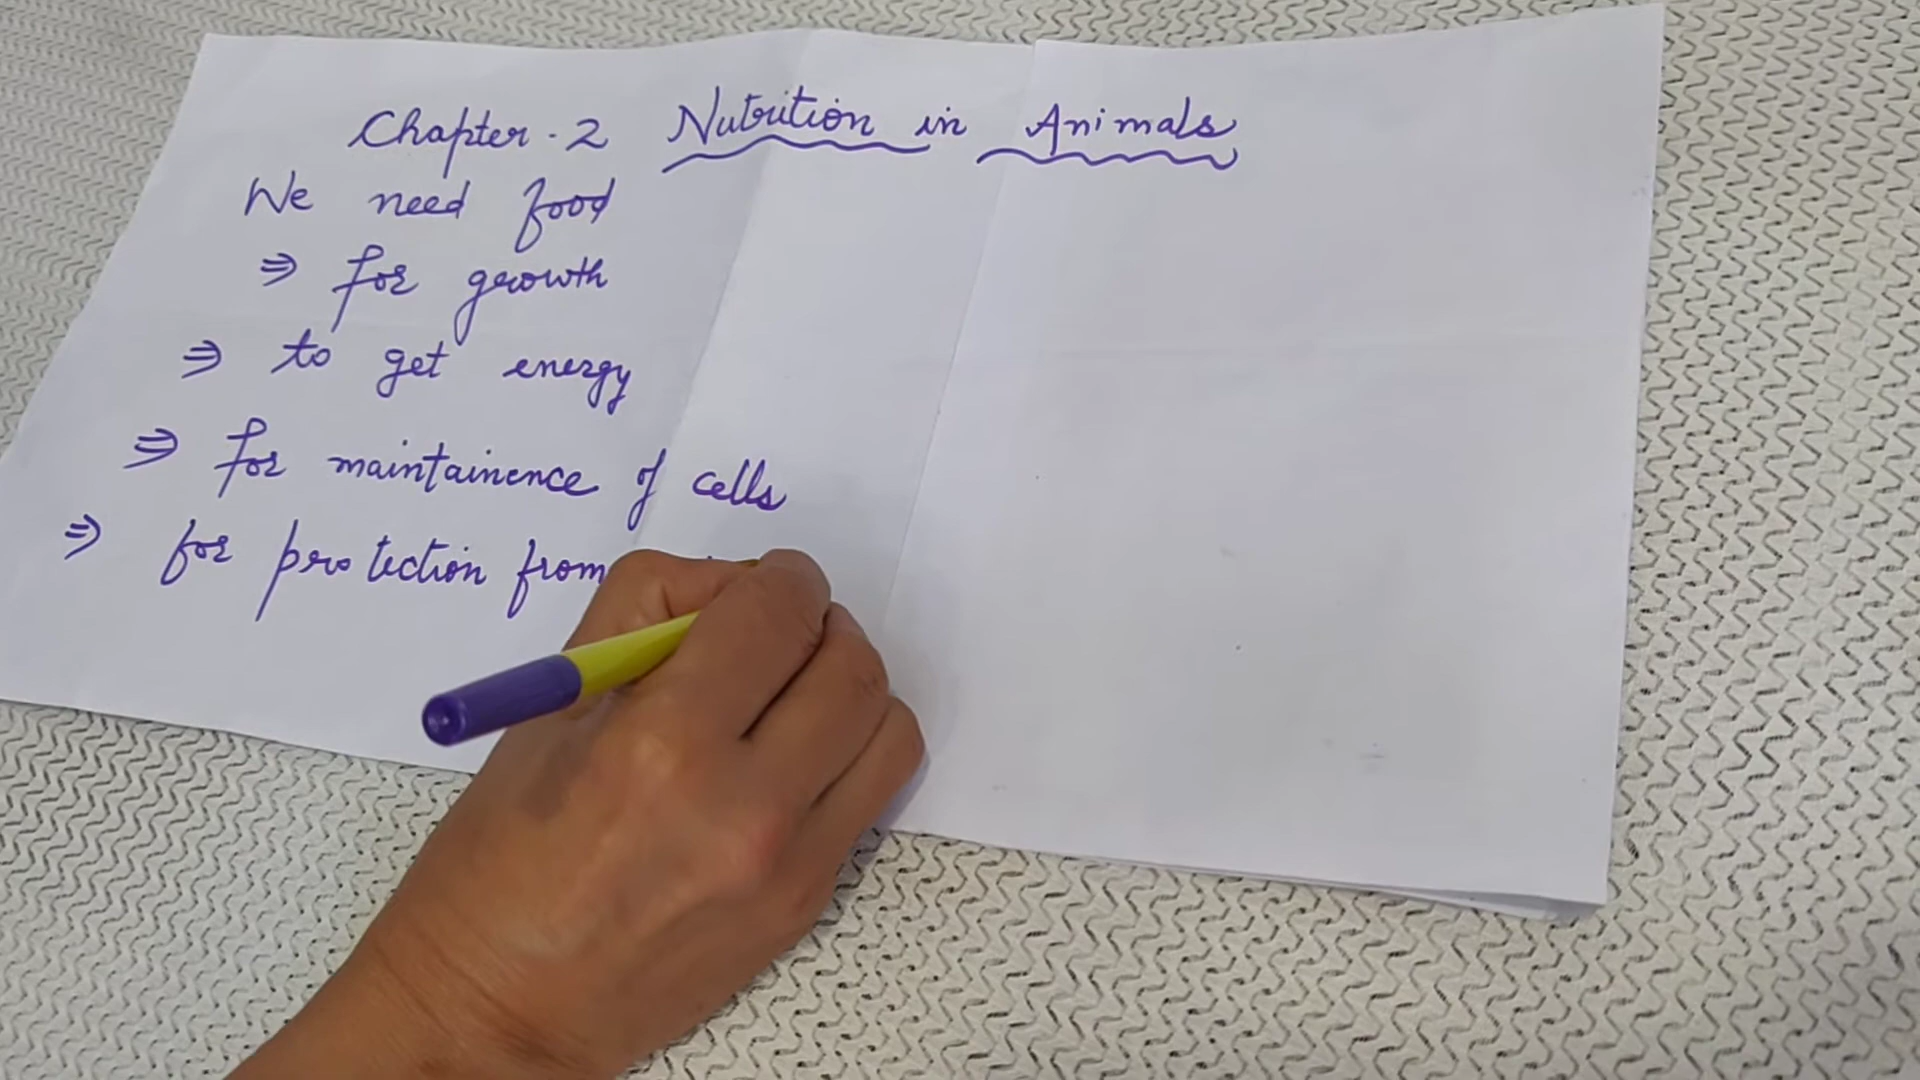 Chapter - 2 Nutrition in Animals
We need food
⇒ for growth
⇒ to get energy
⇒ for maintainence of cells
⇒ for protection from